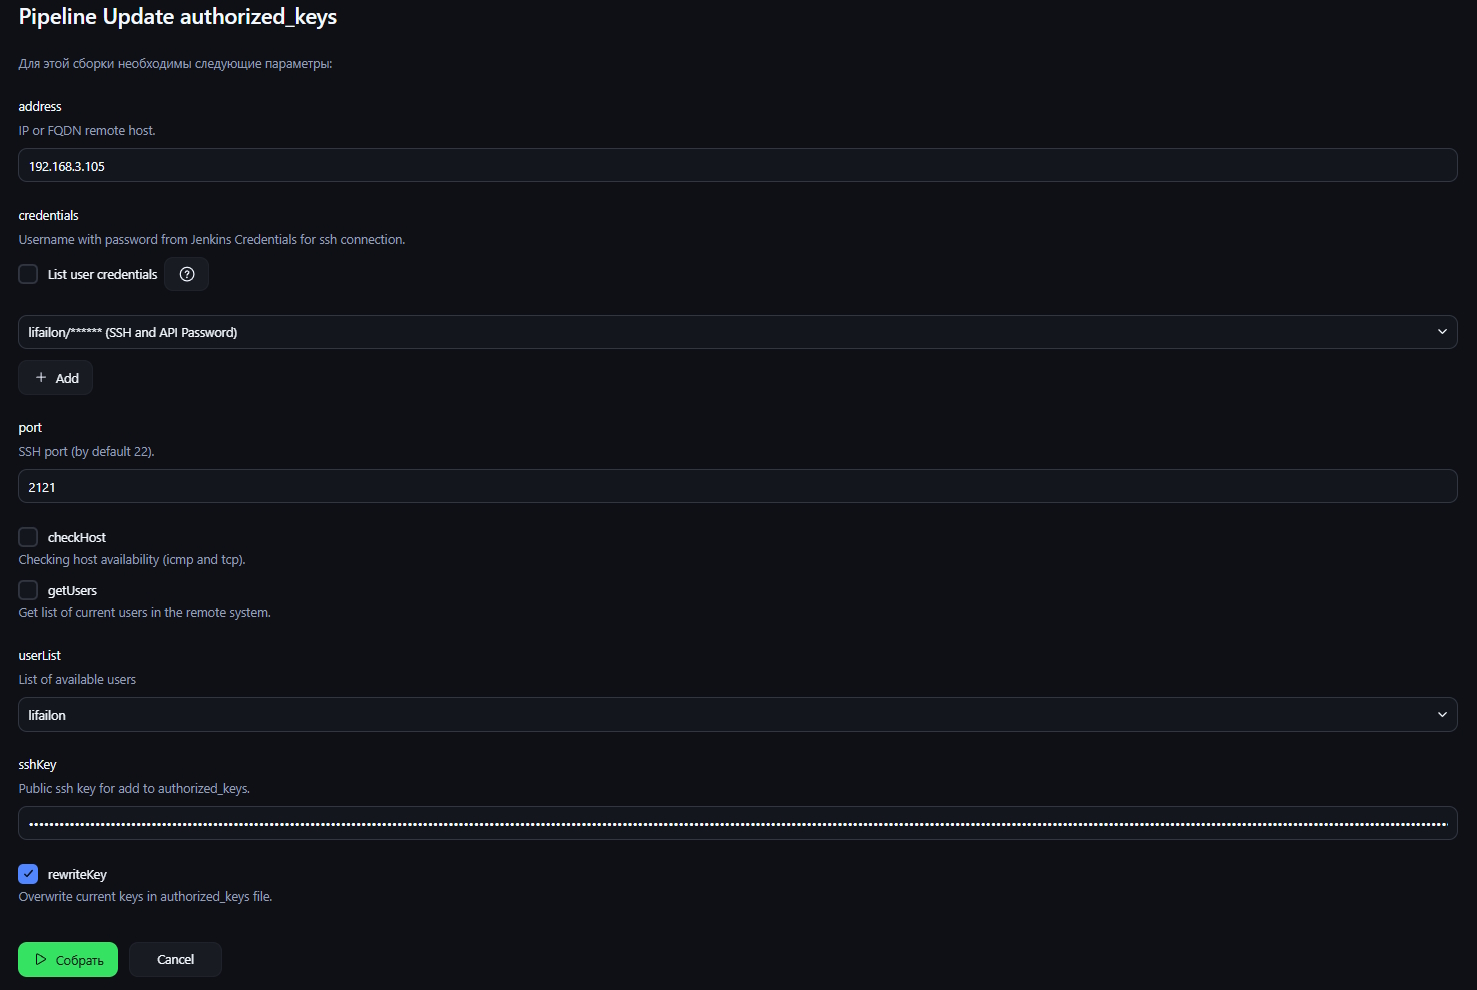 Pipeline Update authorized_keys
Для этой сборки необходимы следующие параметры:
address
IP or FQDN remote host.
192.168.3.105
credentials
Username with password from Jenkins Credentials for ssh connection.
List user credentials
lifailon/****** (SSH and API Password)
+ Add
port
SSH port (by default 22).
2121
checkHost
Checking host availability (icmp and tcp).
getUsers
Get list of current users in the remote system.
userList
List of available users
lifailon
sshKey
Public ssh key for add to authorized_keys.
rewriteKey
Overwrite current keys in authorized_keys file.
Собрать Cancel